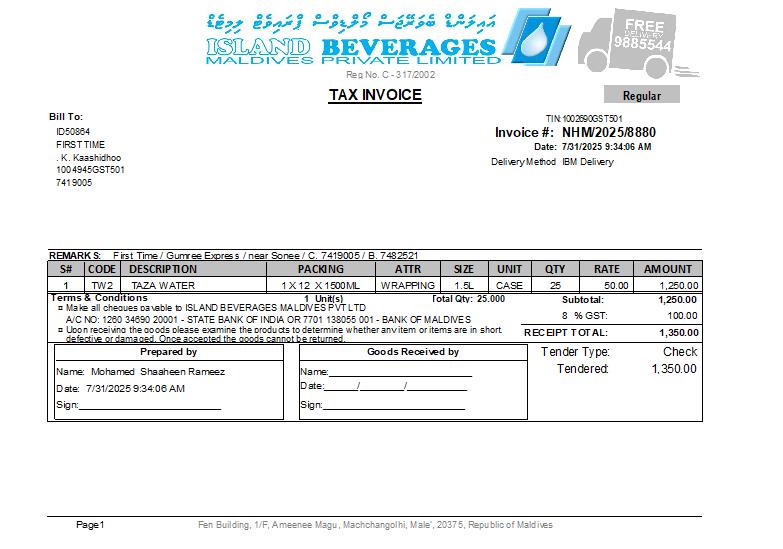 އައިލަންޑް ބެވަރޭޖަސް މޯލްޑިވްސް ޕްރައިވެޓް ލިމިޓެޑް
ISLAND BEVERAGES
MALDIVES PRIVATE LIMITED
FREE
DELIVERY
9885544
Reg No. C - 317/2002
TAX INVOICE
Regular
Bill To:
ID50864
FIRST TIME
. K. Kaashidhoo
1004945GST501
7419005
TIN:1002690GST501
Invoice #: NHM/2025/8880
Date: 7/31/2025 9:34:06 AM
Delivery Method IBM Delivery
REMARKS: First Time / Gumree Express / near Sonee / C. 7419005 / B. 7482521
S# CODE DESCRIPTION PACKING ATTR SIZE UNIT QTY RATE AMOUNT
1 TW2 TAZA WATER 1 X 12 X 1500ML WRAPPING 1.5L CASE 25 50.00 1,250.00
Terms & Conditions 1 Unit(s) Total Qty: 25.000 Subtotal: 1,250.00
¤ Make all cheques payable to ISLAND BEVERAGES MALDIVES PVT LTD
A/C NO: 1260 34690 20001 - STATE BANK OF INDIA OR 7701 138055 001 - BANK OF MALDIVES
8 % GST: 100.00
¤ Upon receiving the goods please examine the products to determine whether any item or items are in short,
defective or damaged. Once accepted the goods cannot be returned.
RECEIPT TOTAL: 1,350.00
Prepared by
Name: Mohamed Shaaheen Rameez
Date: 7/31/2025 9:34:06 AM
Sign:
Goods Received by
Name:
Date: / / /
Sign:
Tender Type: Check
Tendered: 1,350.00
Page1
Fen Building, 1/F, Ameenee Magu, Machchangolhi, Male', 20375, Republic of Maldives